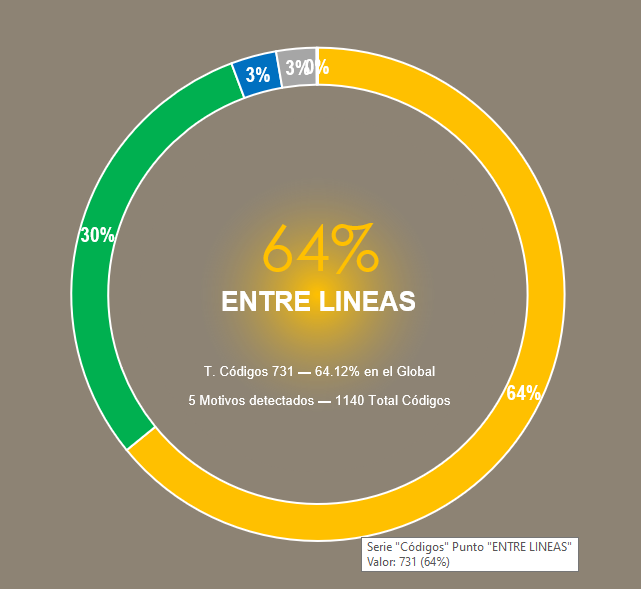 3%
3%
0%
30%
64%
ENTRE LINEAS
T. Códigos 731 — 64.12% en el Global
5 Motivos detectados — 1140 Total Códigos
64%
Serie "Códigos" Punto "ENTRE LINEAS"
Valor: 731 (64%)